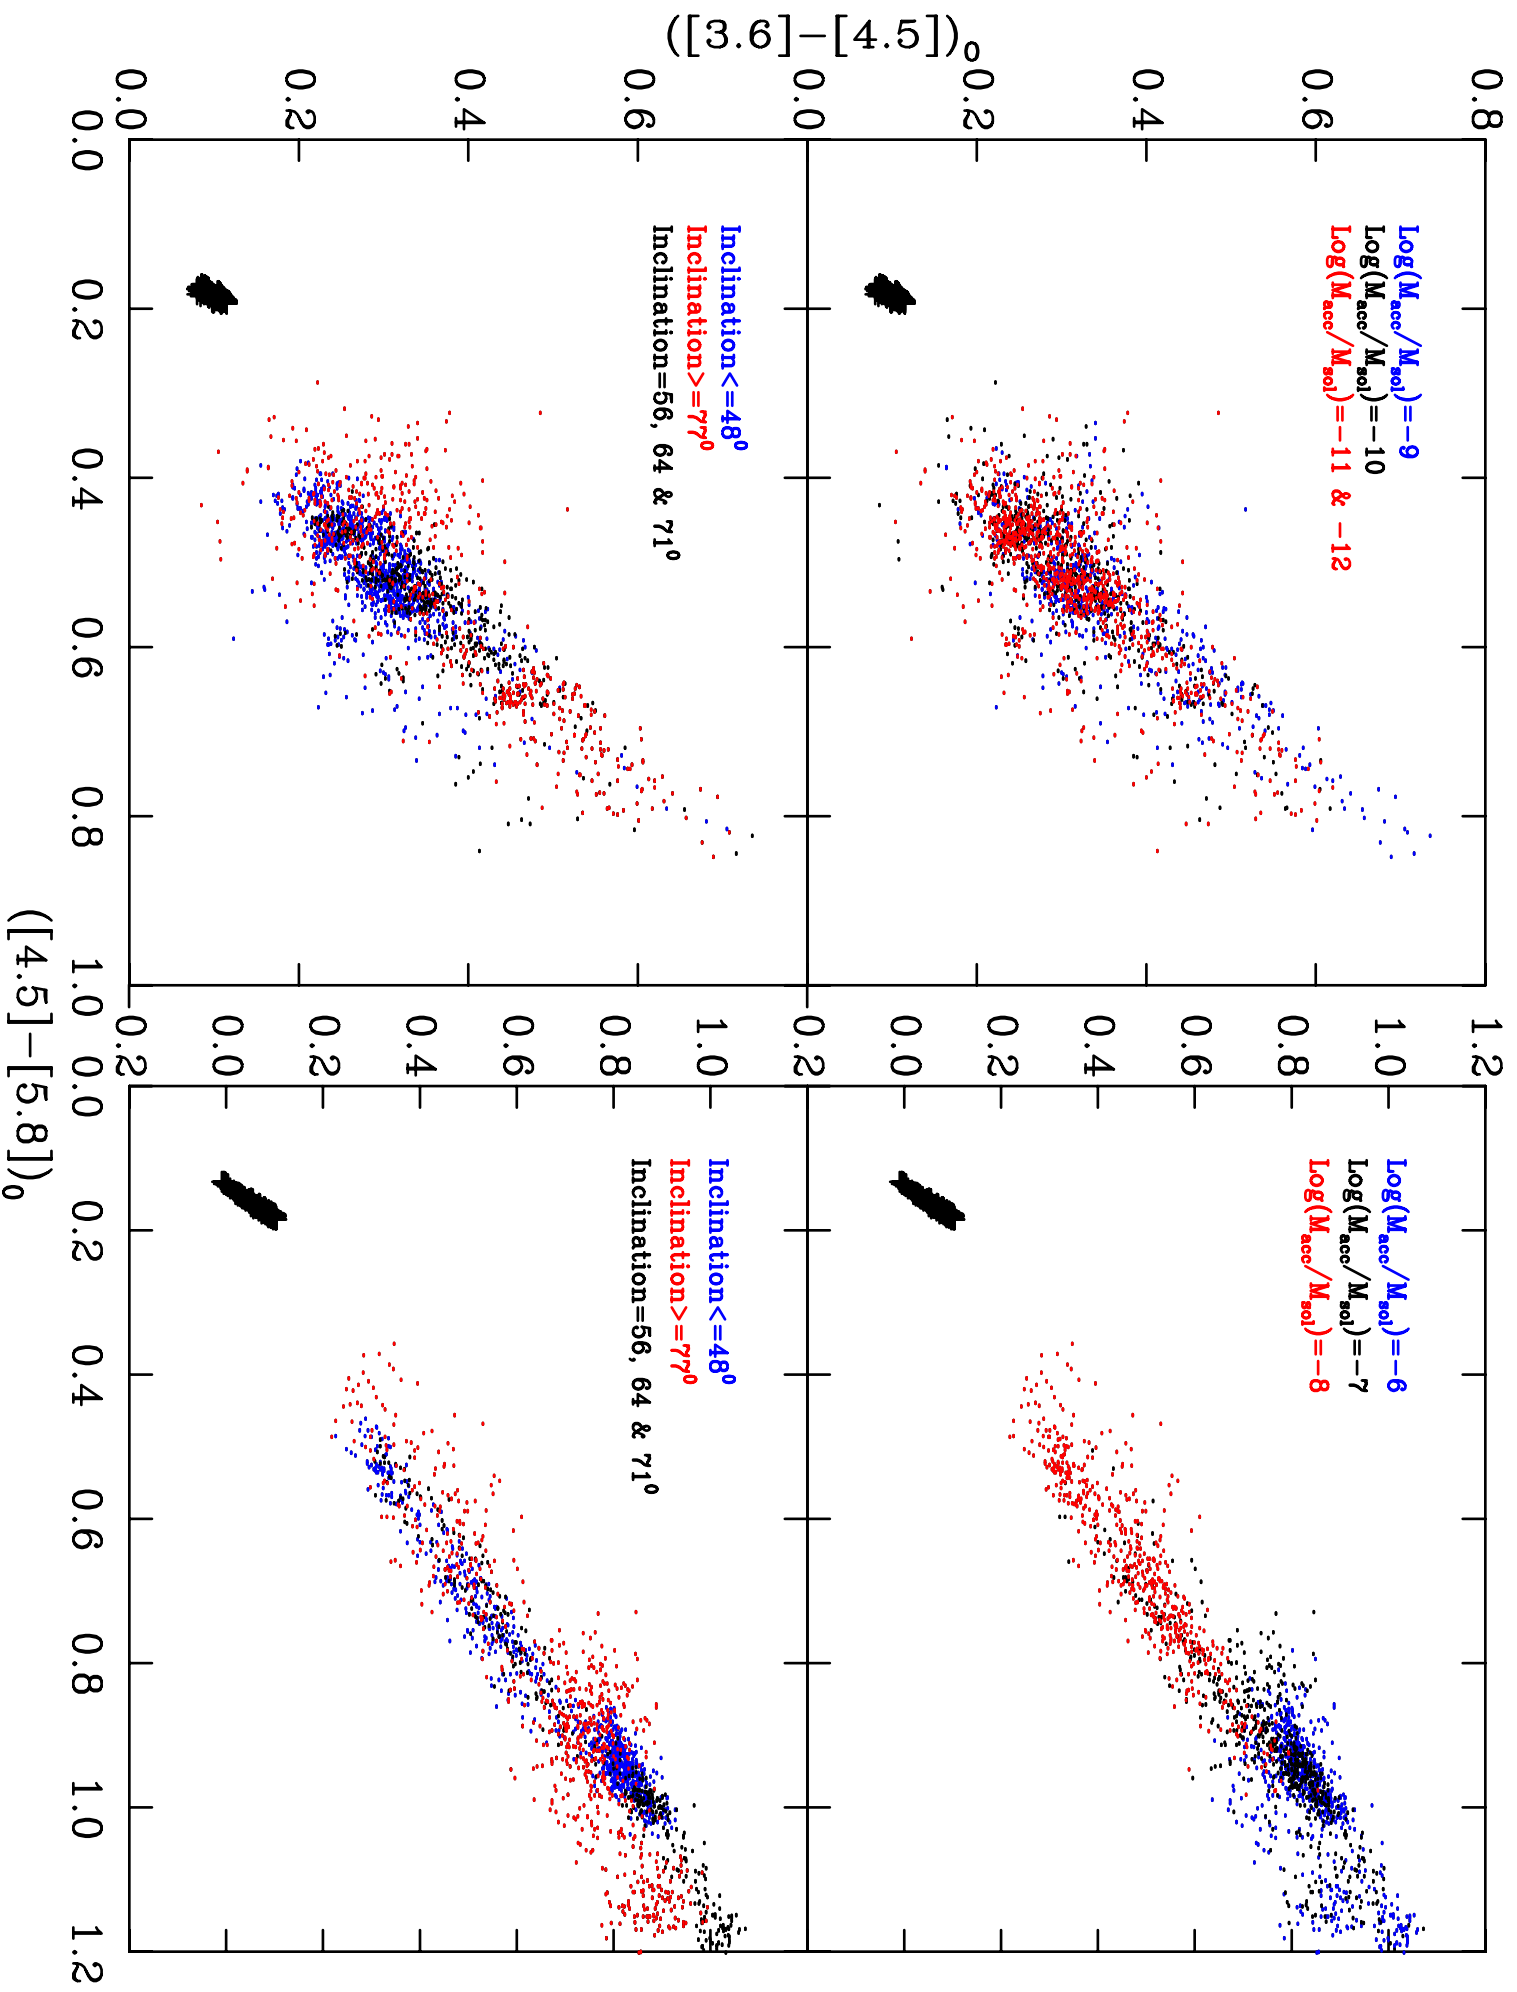 ([3.6]−[4.5])0
0.8
0.6
0.4
0.2
0.0
Log(Macc/Msol)=−9
Log(Macc/Msol)=−10
Log(Macc/Msol)=−11 & −12
1.2
1.0
0.8
0.6
0.4
0.2
0.0
0.2
Log(Macc/Msol)=−6
Log(Macc/Msol)=−7
Log(Macc/Msol)=−8
0.6
0.4
0.2
0.0
Inclination<=48⁰
Inclination>=77⁰
Inclination=56, 64 & 71⁰
1.0
0.8
0.6
0.4
0.2
0.0
0.2
Inclination<=48⁰
Inclination>=77⁰
Inclination=56, 64 & 71⁰
0.0 0.2 0.4 0.6 0.8 1.0
0.0 0.2 0.4 0.6 0.8 1.0 1.2
([4.5]−[5.8])0